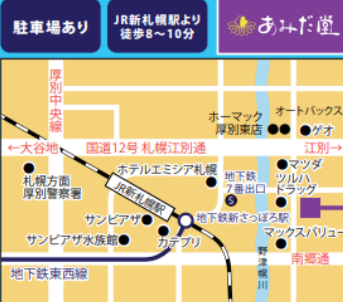 駐車場あり
JR新札幌駅より
徒歩8〜10分
あみだ堂
厚別中央線
ホーマック
厚別東店
オートバックス
ゲオ
←大谷地
国道12号 札幌江別通
江別→
札幌方面
厚別警察署
ホテルエミシア札幌
マツダ
地下鉄
7番出口
S
ツルハ
ドラッグ
JR新札幌駅
サンピアザ
地下鉄新さっぽろ駅
サンピアザ水族館
カテプリ
マックスバリュー
野津幌川
南郷通
地下鉄東西線